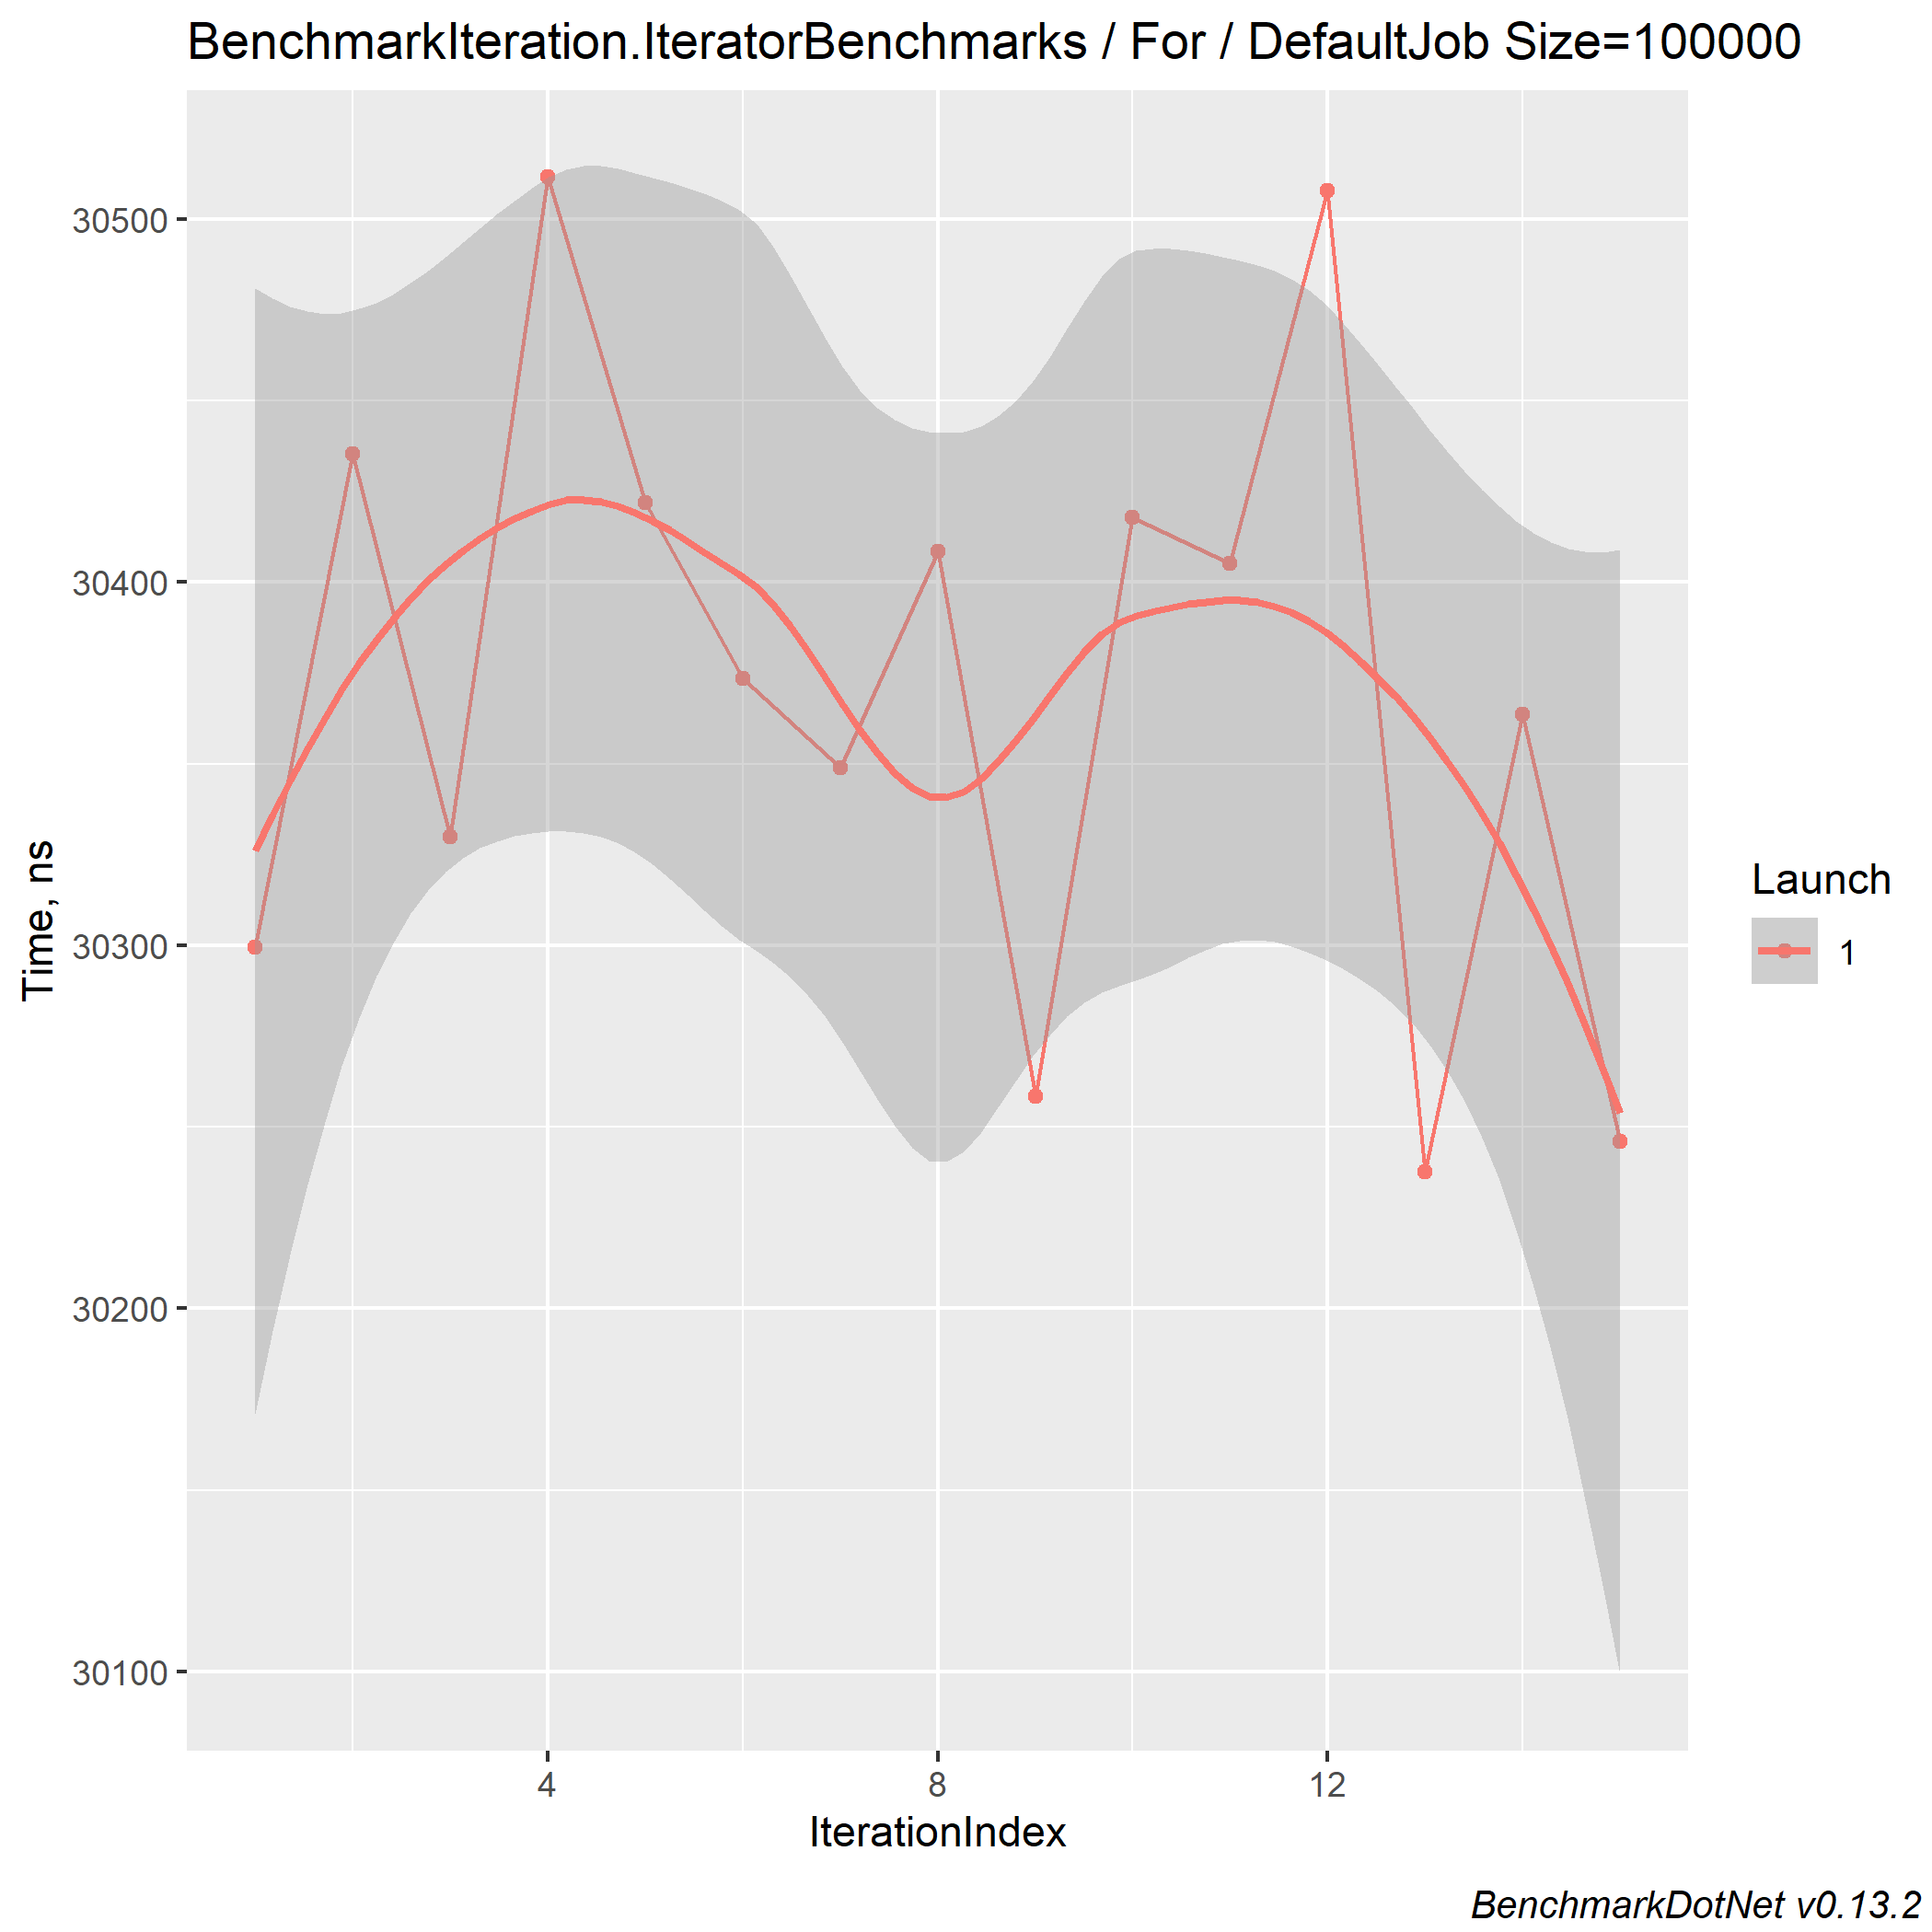 BenchmarkIteration.IteratorBenchmarks / For / DefaultJob Size=100000
Time, ns
30500
30400
30300
30200
30100
4
8
12
IterationIndex
Launch
1
BenchmarkDotNet v0.13.2